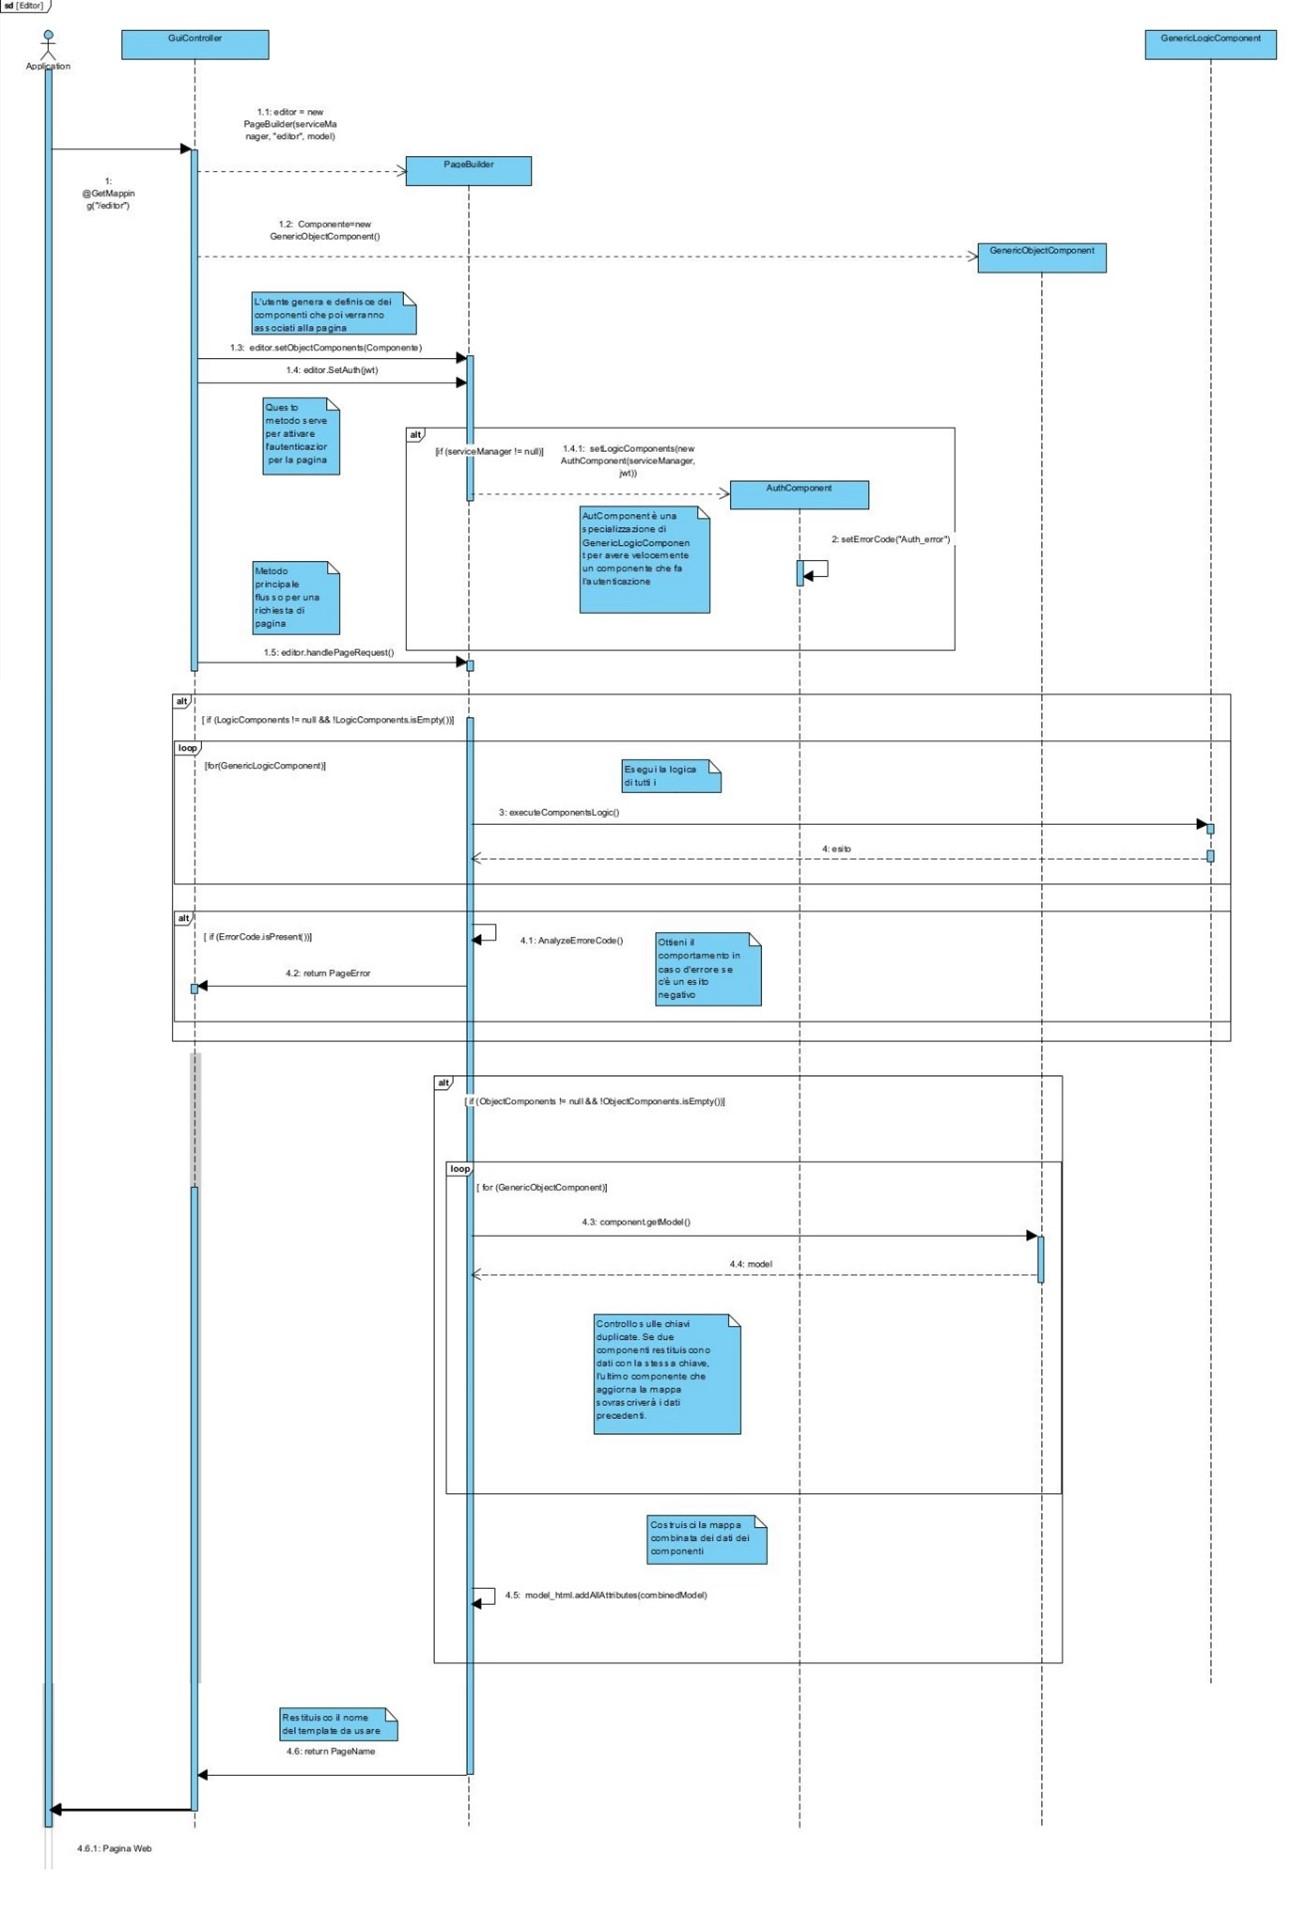 sd [Editor]
GuiController
GenericLogicComponent
Application
1.1: editor = new
PageBuilder(serviceMa
nager, "editor", model)
PageBuilder
1:
@GetMappin
g("/editor")
1.2: Componente=new
GenericObjectComponent()
GenericObjectComponent
L'utente genera e definisce dei
componenti che poi verranno
associati alla pagina
1.3: editor.setObjectComponents(Componente)
1.4: editor.SetAuth(jwt)
Questo
metodo serve
per attivare
l'autenticazior
per la pagina
alt
[if (serviceManager != null)]
1.4.1: setLogicComponents(new
AuthComponent(serviceManager,
jwt))
AuthComponent
AutComponent è una
specializzazione di
GenericLogicComponen
t per avere velocemente
un componente che fa
l'autenticazione
2: setErrorCode("Auth_error")
Metodo
principale
flusso per una
richiesta di
pagina
1.5: editor.handlePageRequest()
alt
[ if (LogicComponents != null && !LogicComponents.isEmpty())]
loop
[for(GenericLogicComponent)]
Esegui la logica
di tutti i
3: executeComponentsLogic()
4: esito
alt
[ if (ErrorCode.isPresent())]
4.1: AnalyzeErroreCode()
Ottieni il
comportamento in
caso d'errore se
c'è un esito
negativo
4.2: return PageError
alt
[ if (ObjectComponents != null && !ObjectComponents.isEmpty())]
loop
[ for (GenericObjectComponent)]
4.3: component.getModel()
4.4: model
Controllo sulle chiavi
duplicate. Se due
componenti restituiscono
dati con la stessa chiave,
l'ultimo componente che
aggiorna la mappa
sovrascriverà i dati
precedenti.
Costruisci la mappa
combinata dei dati dei
componenti
4.5: model_html.addAllAttributes(combinedModel)
Restituisco il nome
del template da usare
4.6: return PageName
4.6.1: Pagina Web